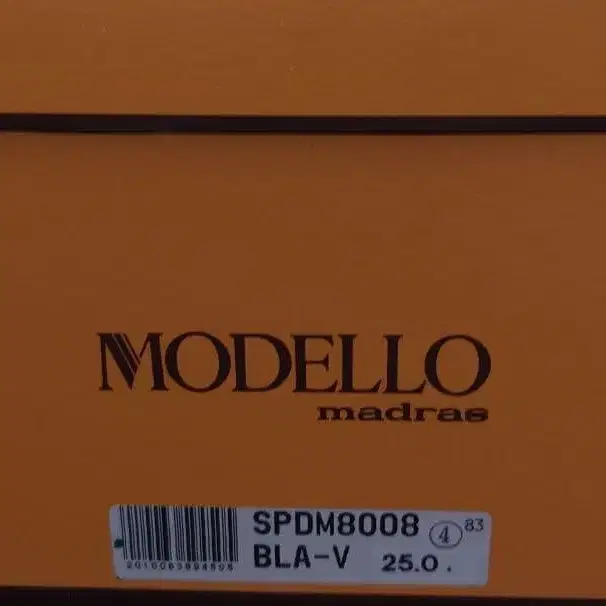 MODELLO
madras
SPDM8008 ④ 83
BLA-V 25.0 .